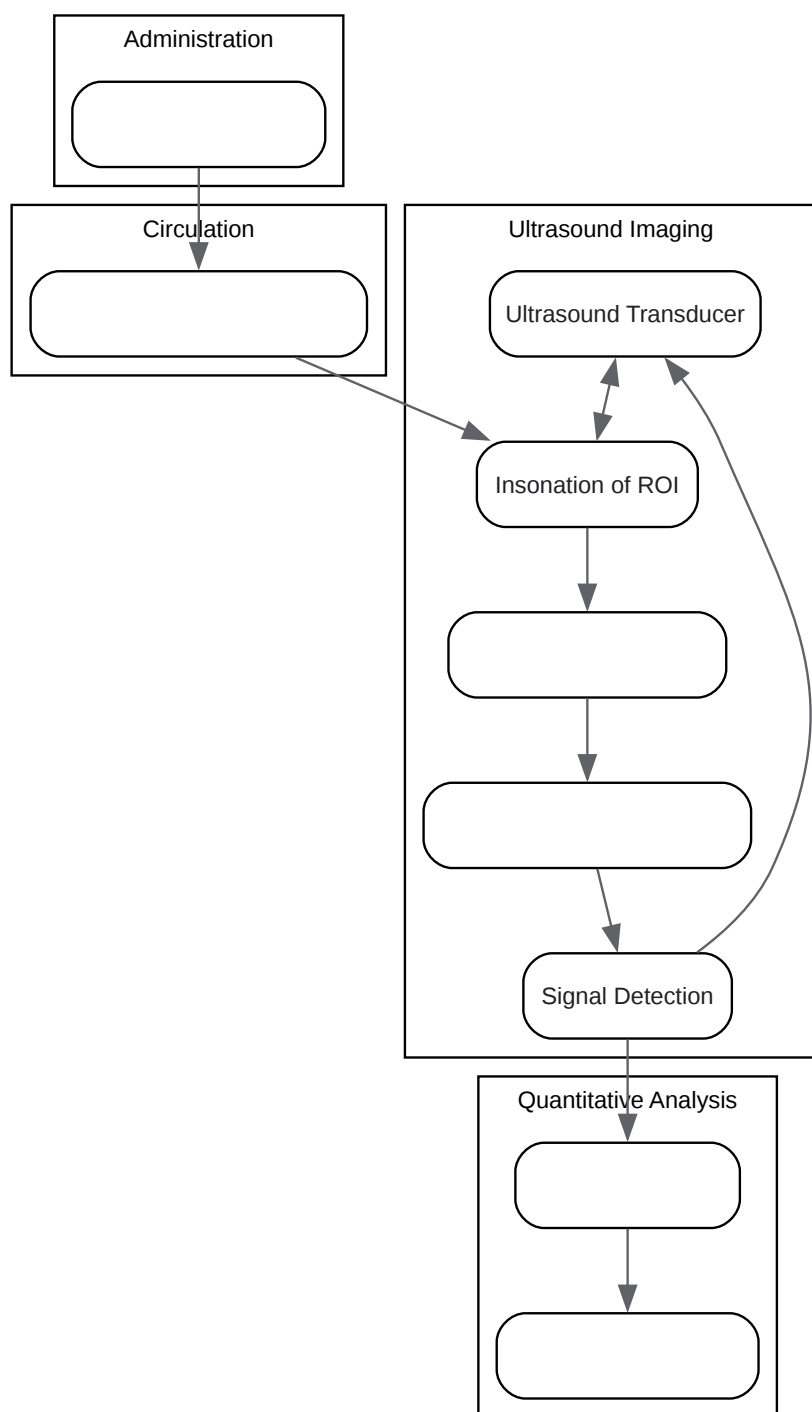 Administration
Circulation
Ultrasound Imaging
Ultrasound Transducer
Insonation of ROI
Signal Detection
Quantitative Analysis